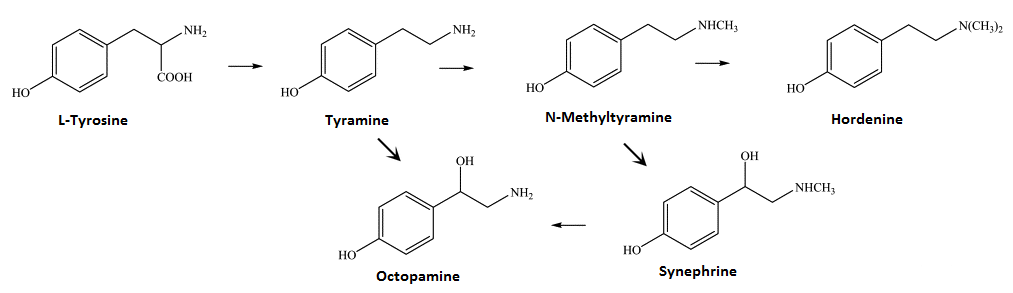 NH₂
COOH
HO
L-Tyrosine
NH₂
HO
Tyramine
NHCH₃
HO
N-Methyltyramine
N(CH₃)₂
HO
Hordenine
OH
NH₂
HO
Octopamine
OH
NHCH₃
HO
Synephrine